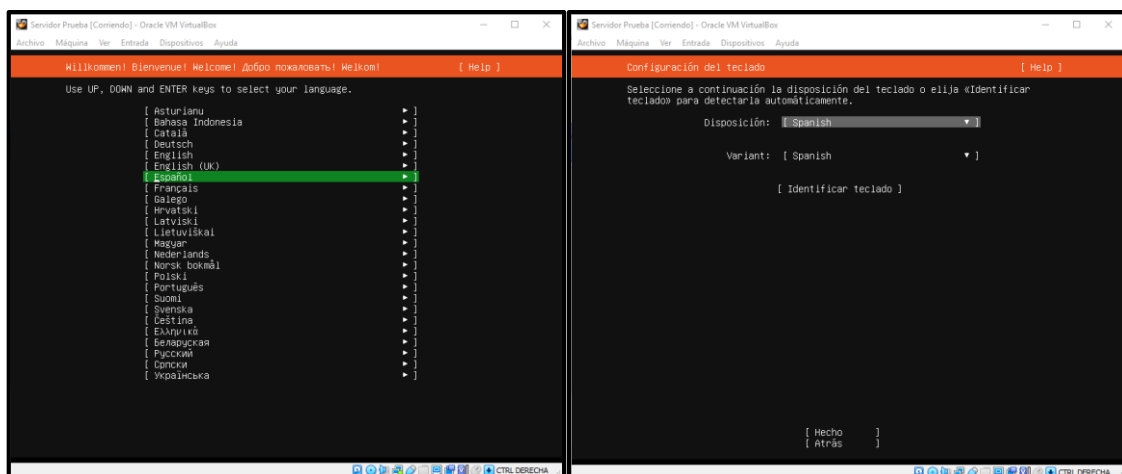 Servidor Prueba [Corriendo] - Oracle VM VirtualBox
Archivo Máquina Ver Entrada Dispositivos Ayuda
Willkommen! Bienvenue! Welcome! Добро пожаловать! Welkom! [ Help ]
Use UP, DOWN and ENTER keys to select your language.
[ Asturianu ► ]
[ Bahasa Indonesia ► ]
[ Català ► ]
[ Deutsch ► ]
[ English ► ]
[ English (UK) ► ]
[ Español ► ]
[ Français ► ]
[ Galego ► ]
[ Hrvatski ► ]
[ Latviski ► ]
[ Lietuviškai ► ]
[ Magyar ► ]
[ Nederlands ► ]
[ Norsk bokmål ► ]
[ Polski ► ]
[ Português ► ]
[ Suomi ► ]
[ Svenska ► ]
[ Čeština ► ]
[ Ελληνικά ► ]
[ Беларуская ► ]
[ Русский ► ]
[ Српски ► ]
[ Українська ► ]
CTRL DERECHA
Servidor Prueba [Corriendo] - Oracle VM VirtualBox
Archivo Máquina Ver Entrada Dispositivos Ayuda
Configuración del teclado [ Help ]
Seleccione a continuación la disposición del teclado o elija «Identificar
teclado» para detectarla automáticamente.
Disposición: [ Spanish ▼ ]
Variant: [ Spanish ▼ ]
[ Identificar teclado ]
[ Hecho ]
[ Atrás ]
CTRL DERECHA